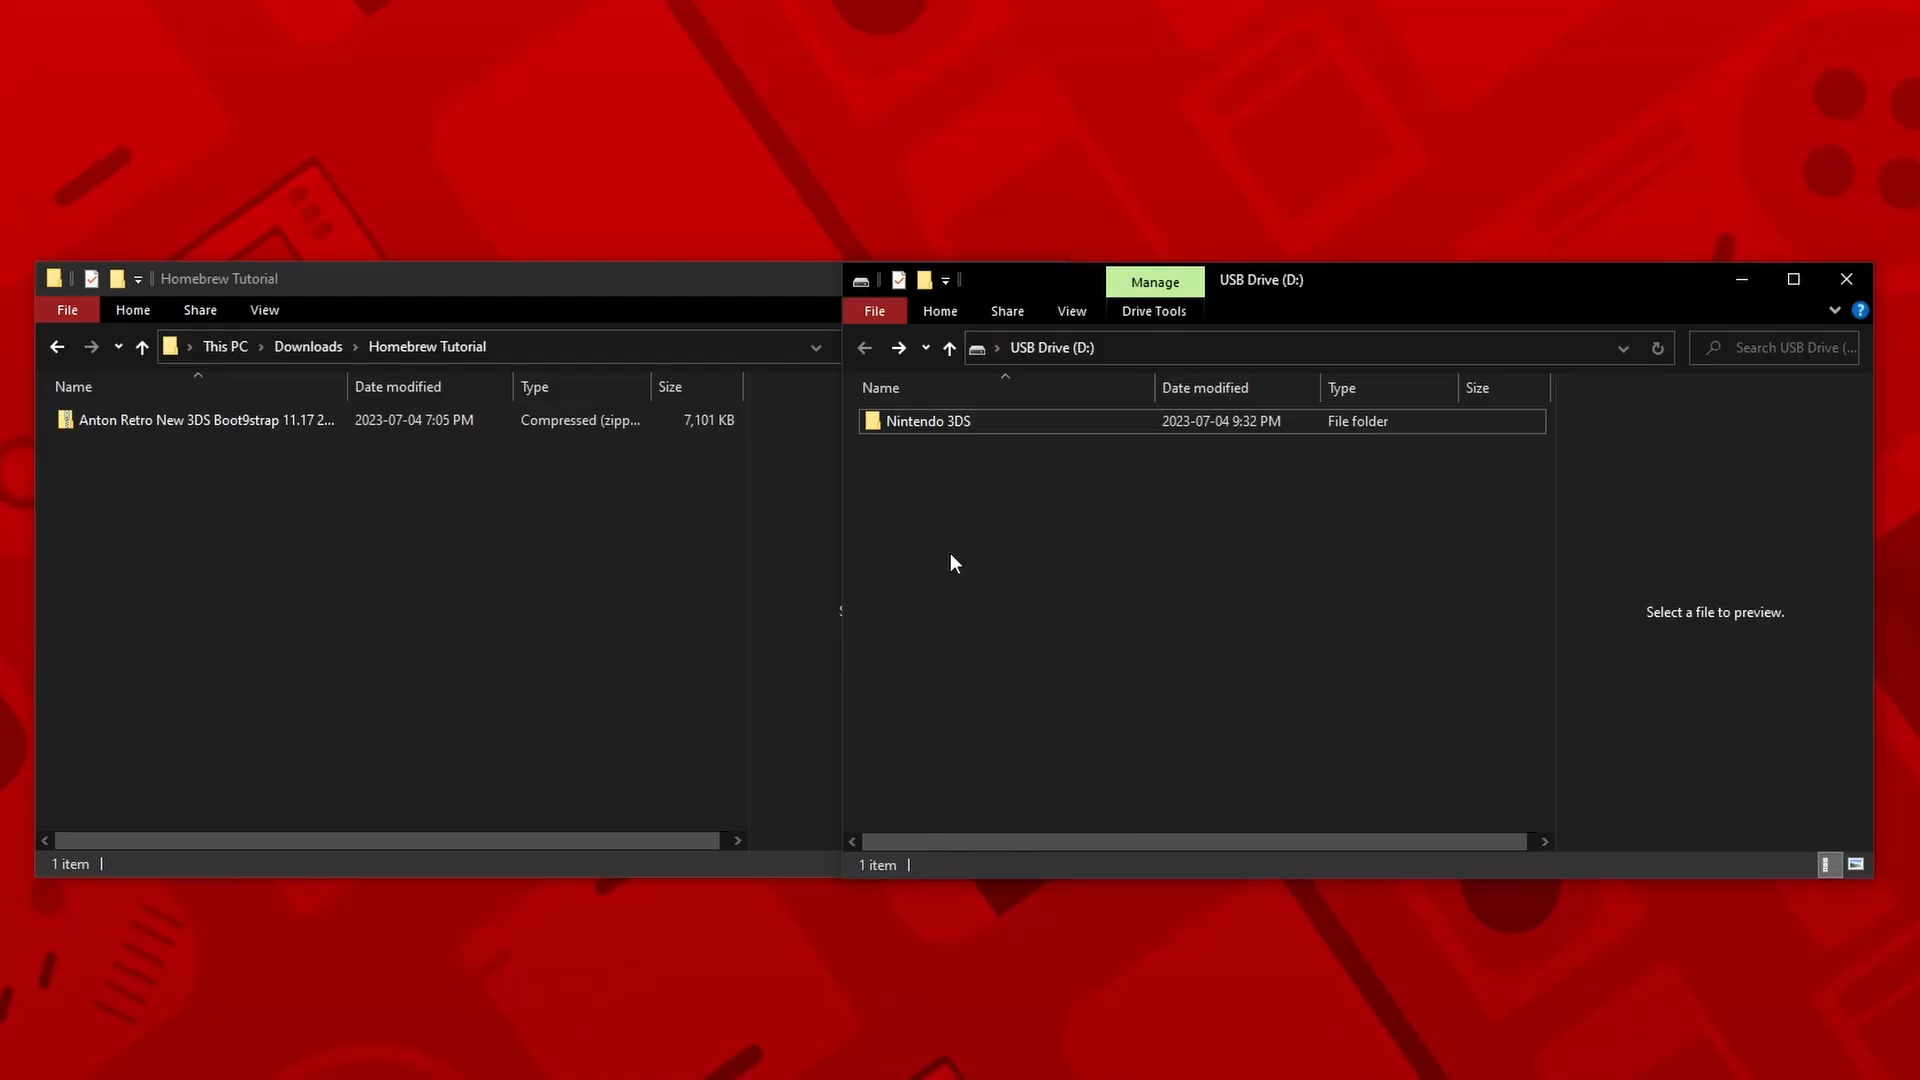 Homebrew Tutorial
File Home Share View
This PC > Downloads > Homebrew Tutorial
Name Date modified Type Size
Anton Retro New 3DS Boot9strap 11.17 2... 2023-07-04 7:05 PM Compressed (zipp... 7,101 KB
1 item
Manage USB Drive (D:)
File Home Share View Drive Tools
USB Drive (D:) Search USB Drive (...
Name Date modified Type Size
Nintendo 3DS 2023-07-04 9:32 PM File folder
Select a file to preview.
1 item